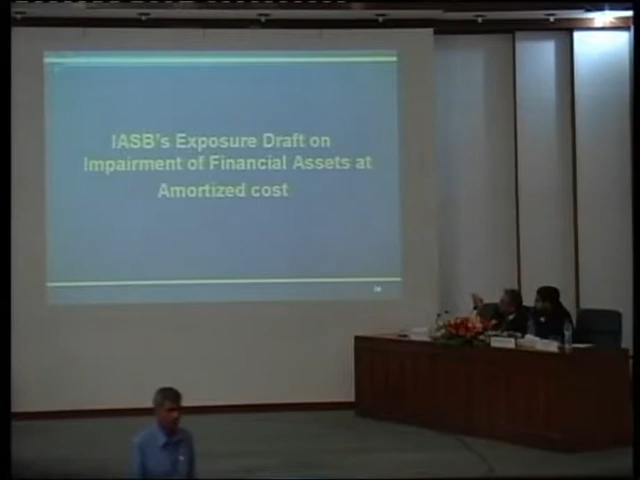 IASB's Exposure Draft on
Impairment of Financial Assets at
Amortized cost